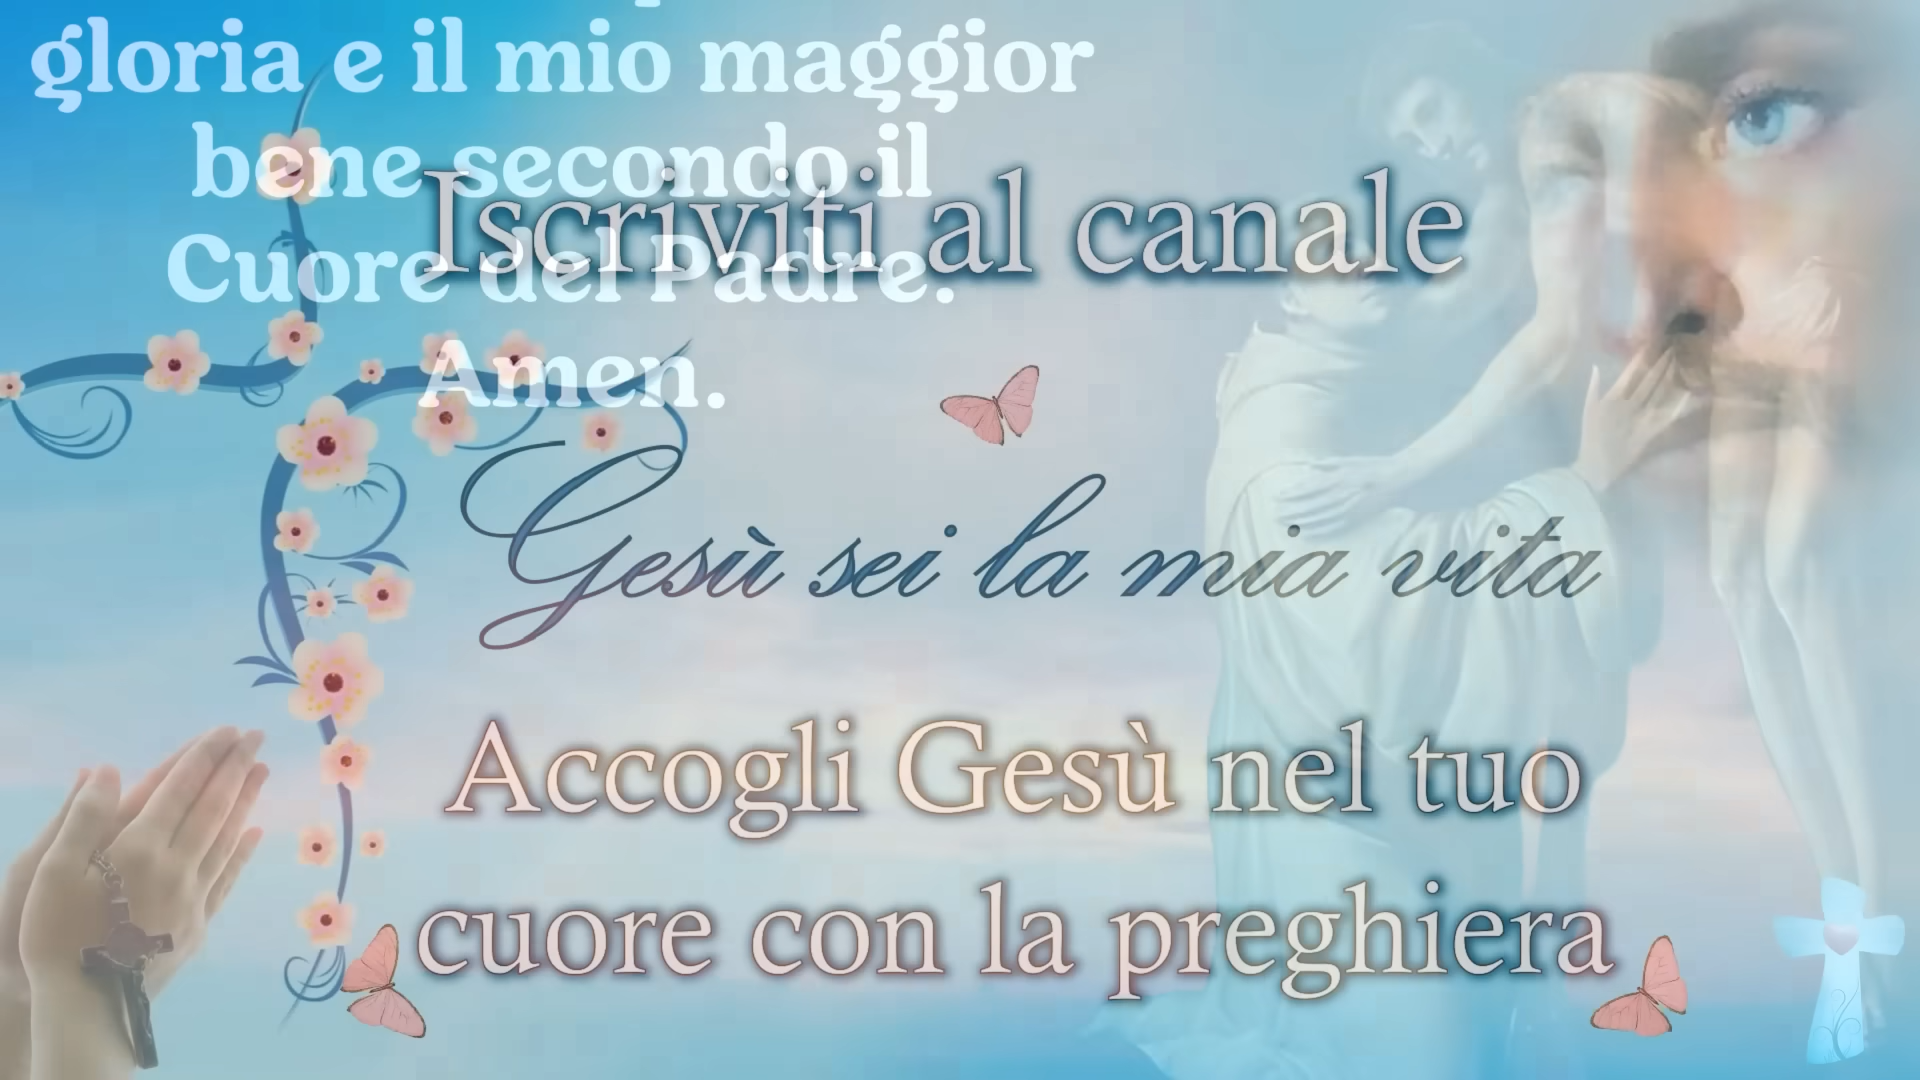 gloria e il mio maggior
bene secondo il
Cuore del Padre.
Amen.
Iscriviti al canale
Gesù sei la mia vita
Accogli Gesù nel tuo
cuore con la preghiera